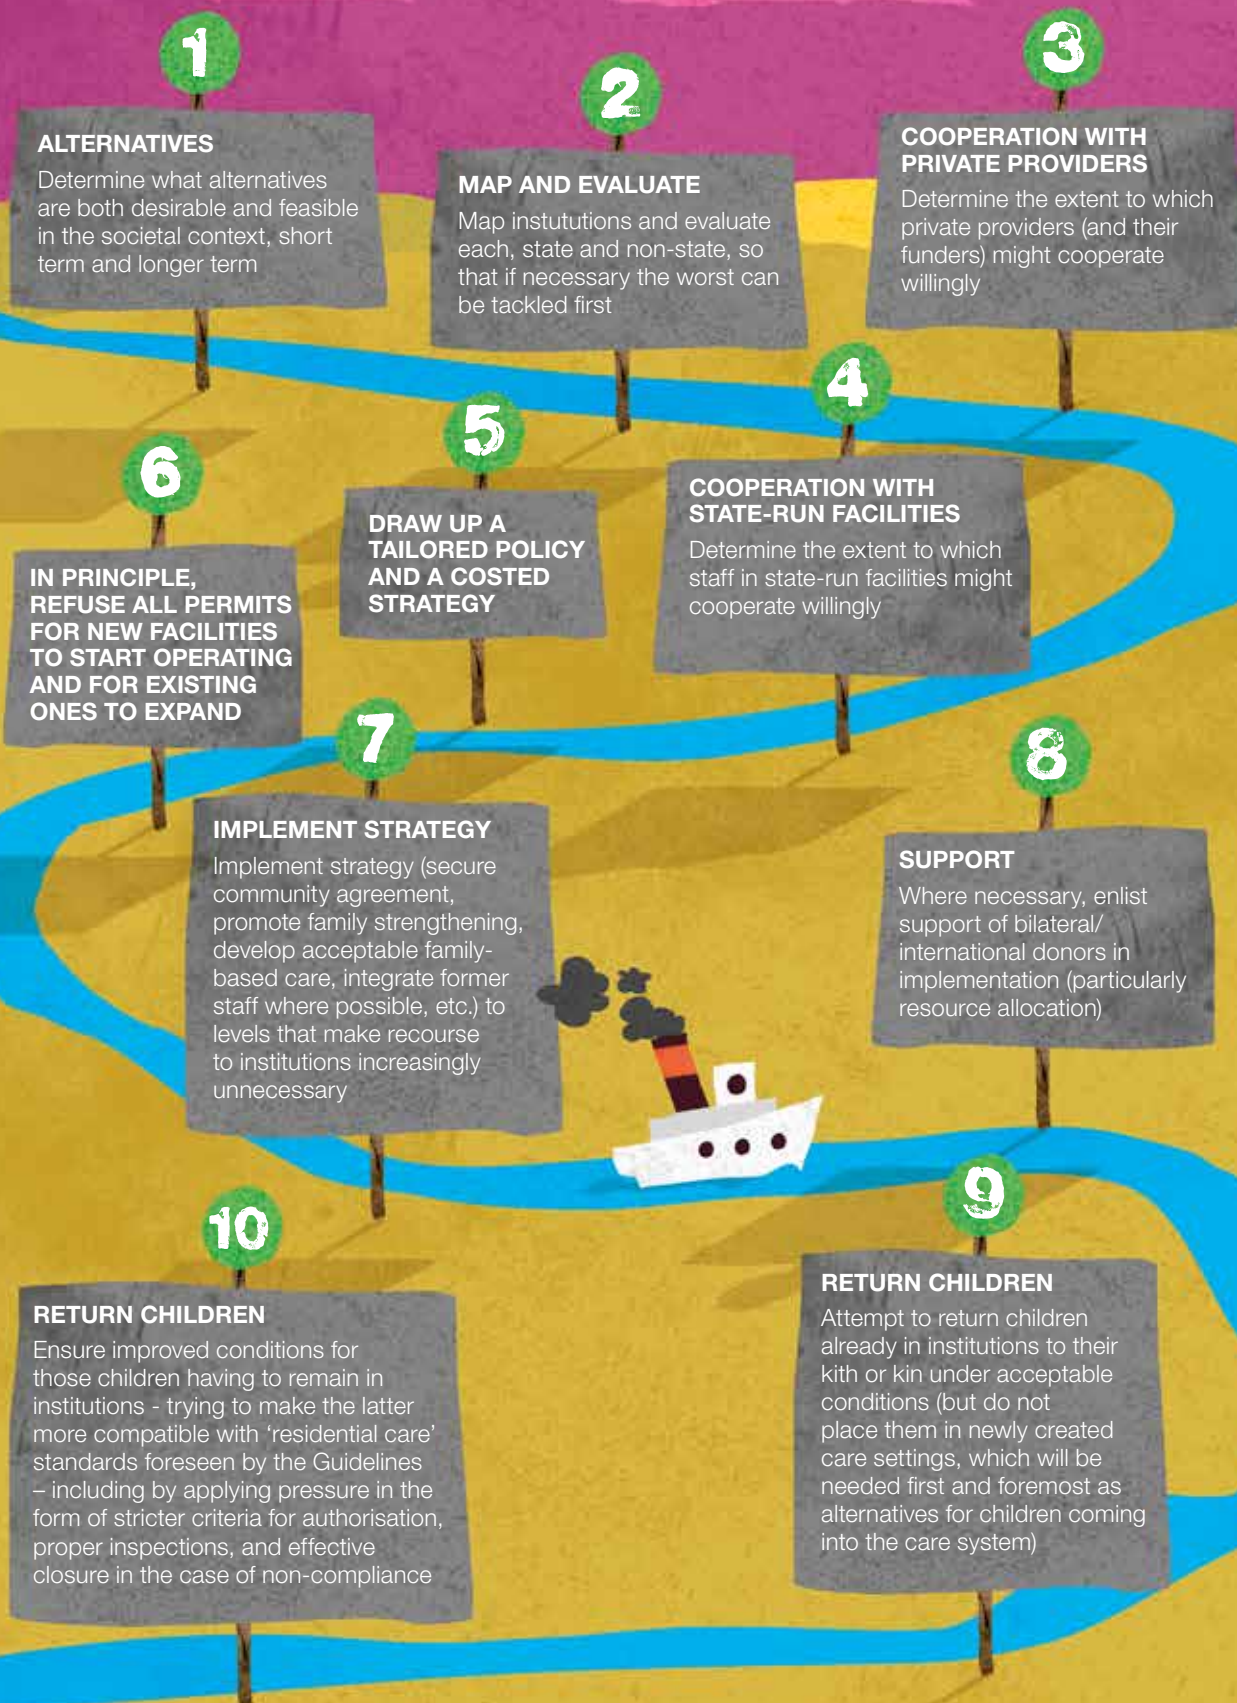 1
ALTERNATIVES
Determine what alternatives
are both desirable and feasible
in the societal context, short
term and longer term
2
MAP AND EVALUATE
Map instutions and evaluate
each, state and non-state, so
that if necessary the worst can
be tackled first
3
COOPERATION WITH
PRIVATE PROVIDERS
Determine the extent to which
private providers (and their
funders) might cooperate
willingly
4
COOPERATION WITH
STATE-RUN FACILITIES
Determine the extent to which
staff in state-run facilities might
cooperate willingly
5
DRAW UP A
TAILORED POLICY
AND A COSTED
STRATEGY
6
IN PRINCIPLE,
REFUSE ALL PERMITS
FOR NEW FACILITIES
TO START OPERATING
AND FOR EXISTING
ONES TO EXPAND
7
IMPLEMENT STRATEGY
Implement strategy (secure
community agreement,
promote family strengthening,
develop acceptable family-
based care, integrate former
staff where possible, etc.) to
levels that make recourse
to institutions increasingly
unnecessary
8
SUPPORT
Where necessary, enlist
support of bilateral/
international donors in
implementation (particularly
resource allocation)
9
RETURN CHILDREN
Attempt to return children
already in institutions to their
kith or kin under acceptable
conditions (but do not
place them in newly created
care settings, which will be
needed first and foremost as
alternatives for children coming
into the care system)
10
RETURN CHILDREN
Ensure improved conditions for
those children having to remain in
institutions - trying to make the latter
more compatible with ‘residential care’
standards foreseen by the Guidelines
– including by applying pressure in the
form of stricter criteria for authorisation,
proper inspections, and effective
closure in the case of non-compliance